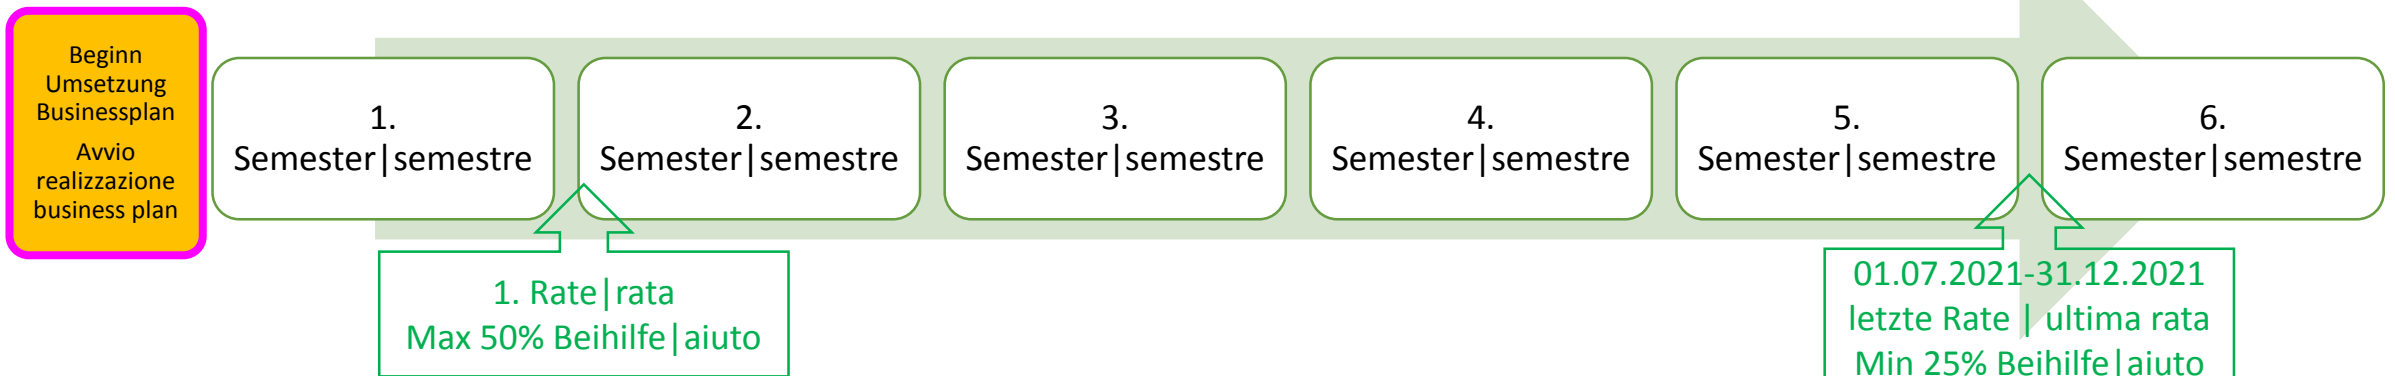 Beginn
Umsetzung
Businessplan
Avvio
realizzazione
business plan
1.
Semester|semestre
2.
Semester|semestre
3.
Semester|semestre
4.
Semester|semestre
5.
Semester|semestre
6.
Semester|semestre
1. Rate|rata
Max 50% Beihilfe|aiuto
01.07.2021-31.12.2021
letzte Rate | ultima rata
Min 25% Beihilfe|aiuto